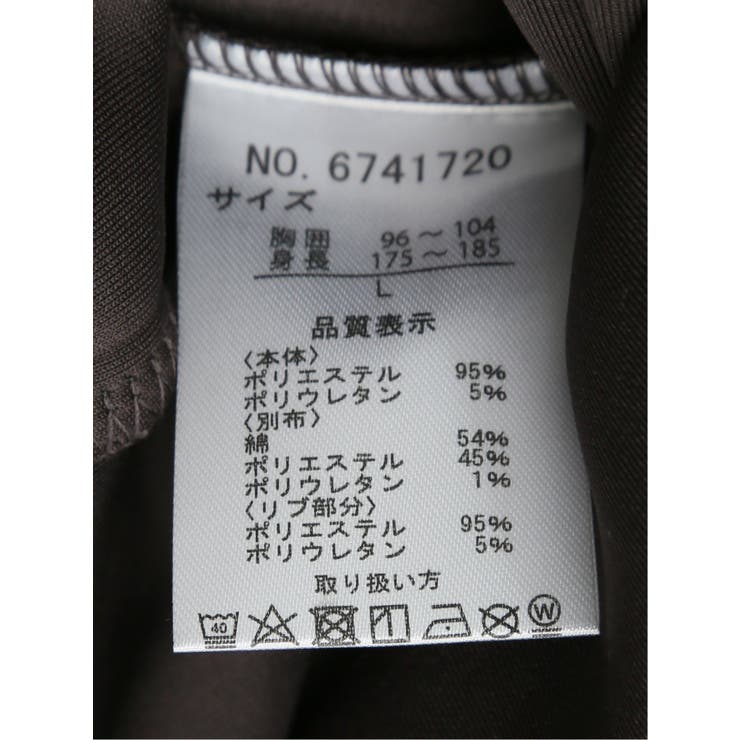 NO. 6741720
サイズ
胸囲 96～104
身長 175～185
L
品質表示
〈本体〉
ポリエステル 95%
ポリウレタン 5%
〈別布〉
綿 54%
ポリエステル 45%
ポリウレタン 1%
〈リブ部分〉
ポリエステル 95%
ポリウレタン 5%
取り扱い方
40 W